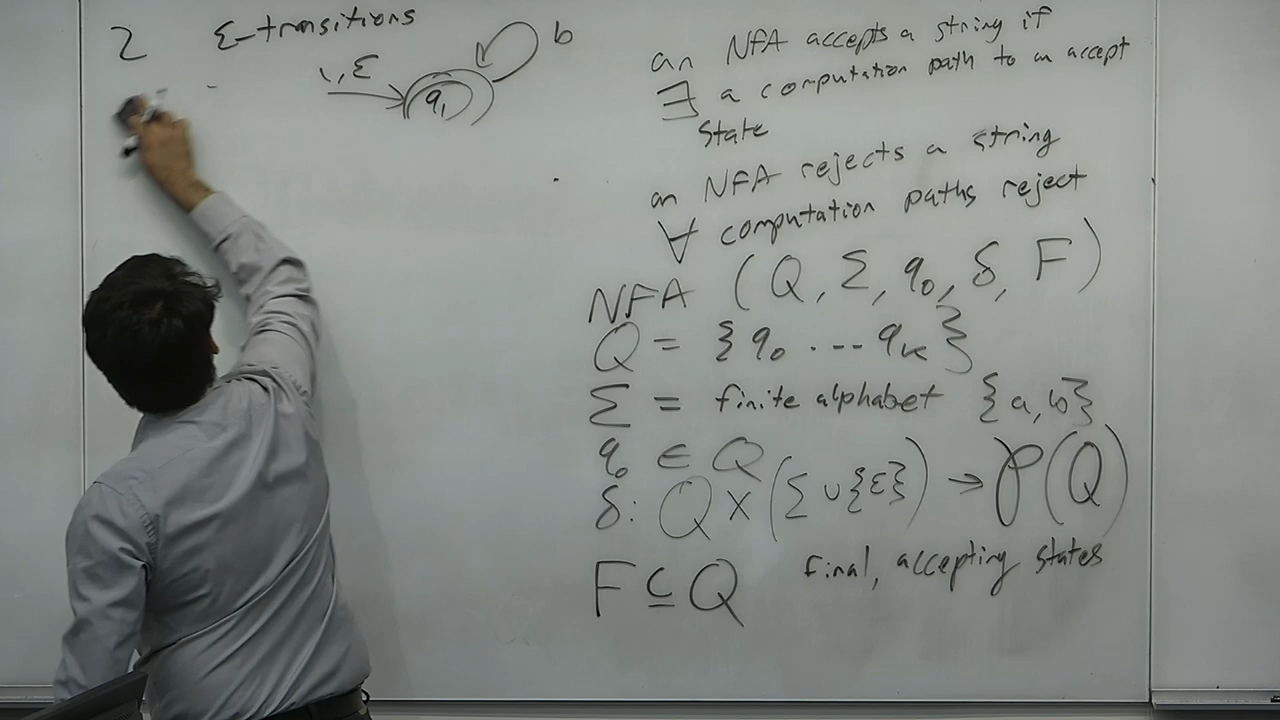 2 ε-transitions
1, ε
q₁
b
an NFA accepts a string if
∃ a computation path to an accept
state
an NFA rejects a string
∀ computation paths reject
NFA (Q, Σ, q₀, δ, F)
Q = {q₀ . ... qₖ}
Σ = finite alphabet {a, b}
q₀ ∈ Q
δ: Q × (Σ ∪ {ε}) → P(Q)
F ⊆ Q final, accepting states